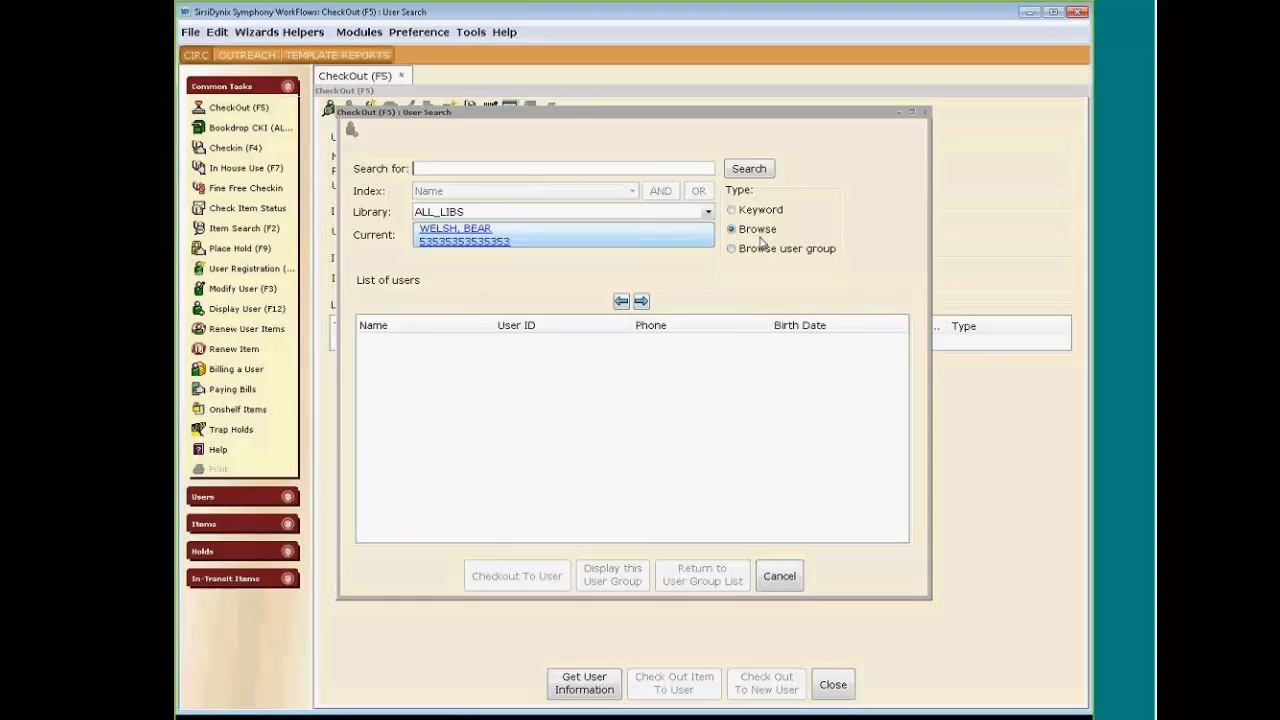 SirsiDynix Symphony WorkFlows: CheckOut (F5) : User Search
File Edit Wizards Helpers Modules Preference Tools Help
CIRC OUTREACH TEMPLATE REPORTS
Common Tasks
CheckOut (F5)
Bookdrop CKI (AL...
Checkin (F4)
In House Use (F7)
Fine Free Checkin
Check Item Status
Item Search (F2)
Place Hold (F9)
User Registration (...
Modify User (F3)
Display User (F12)
Renew User Items
Renew Item
Billing a User
Paying Bills
Onshelf Items
Trap Holds
Help
Print
Users
Items
Holds
In-Transit Items
CheckOut (F5)
CheckOut (F5)
CheckOut (F5) : User Search
Search for:
Search
Index: Name AND OR
Type:
Library: ALL_LIBS
Keyword
Current: WELSH, BEAR
53535353535353
Browse
Browse user group
List of users
Name User ID Phone Birth Date
... Type
Checkout To User
Display this
User Group
Return to
User Group List
Cancel
Get User
Information
Check Out Item
To User
Check Out
To New User
Close